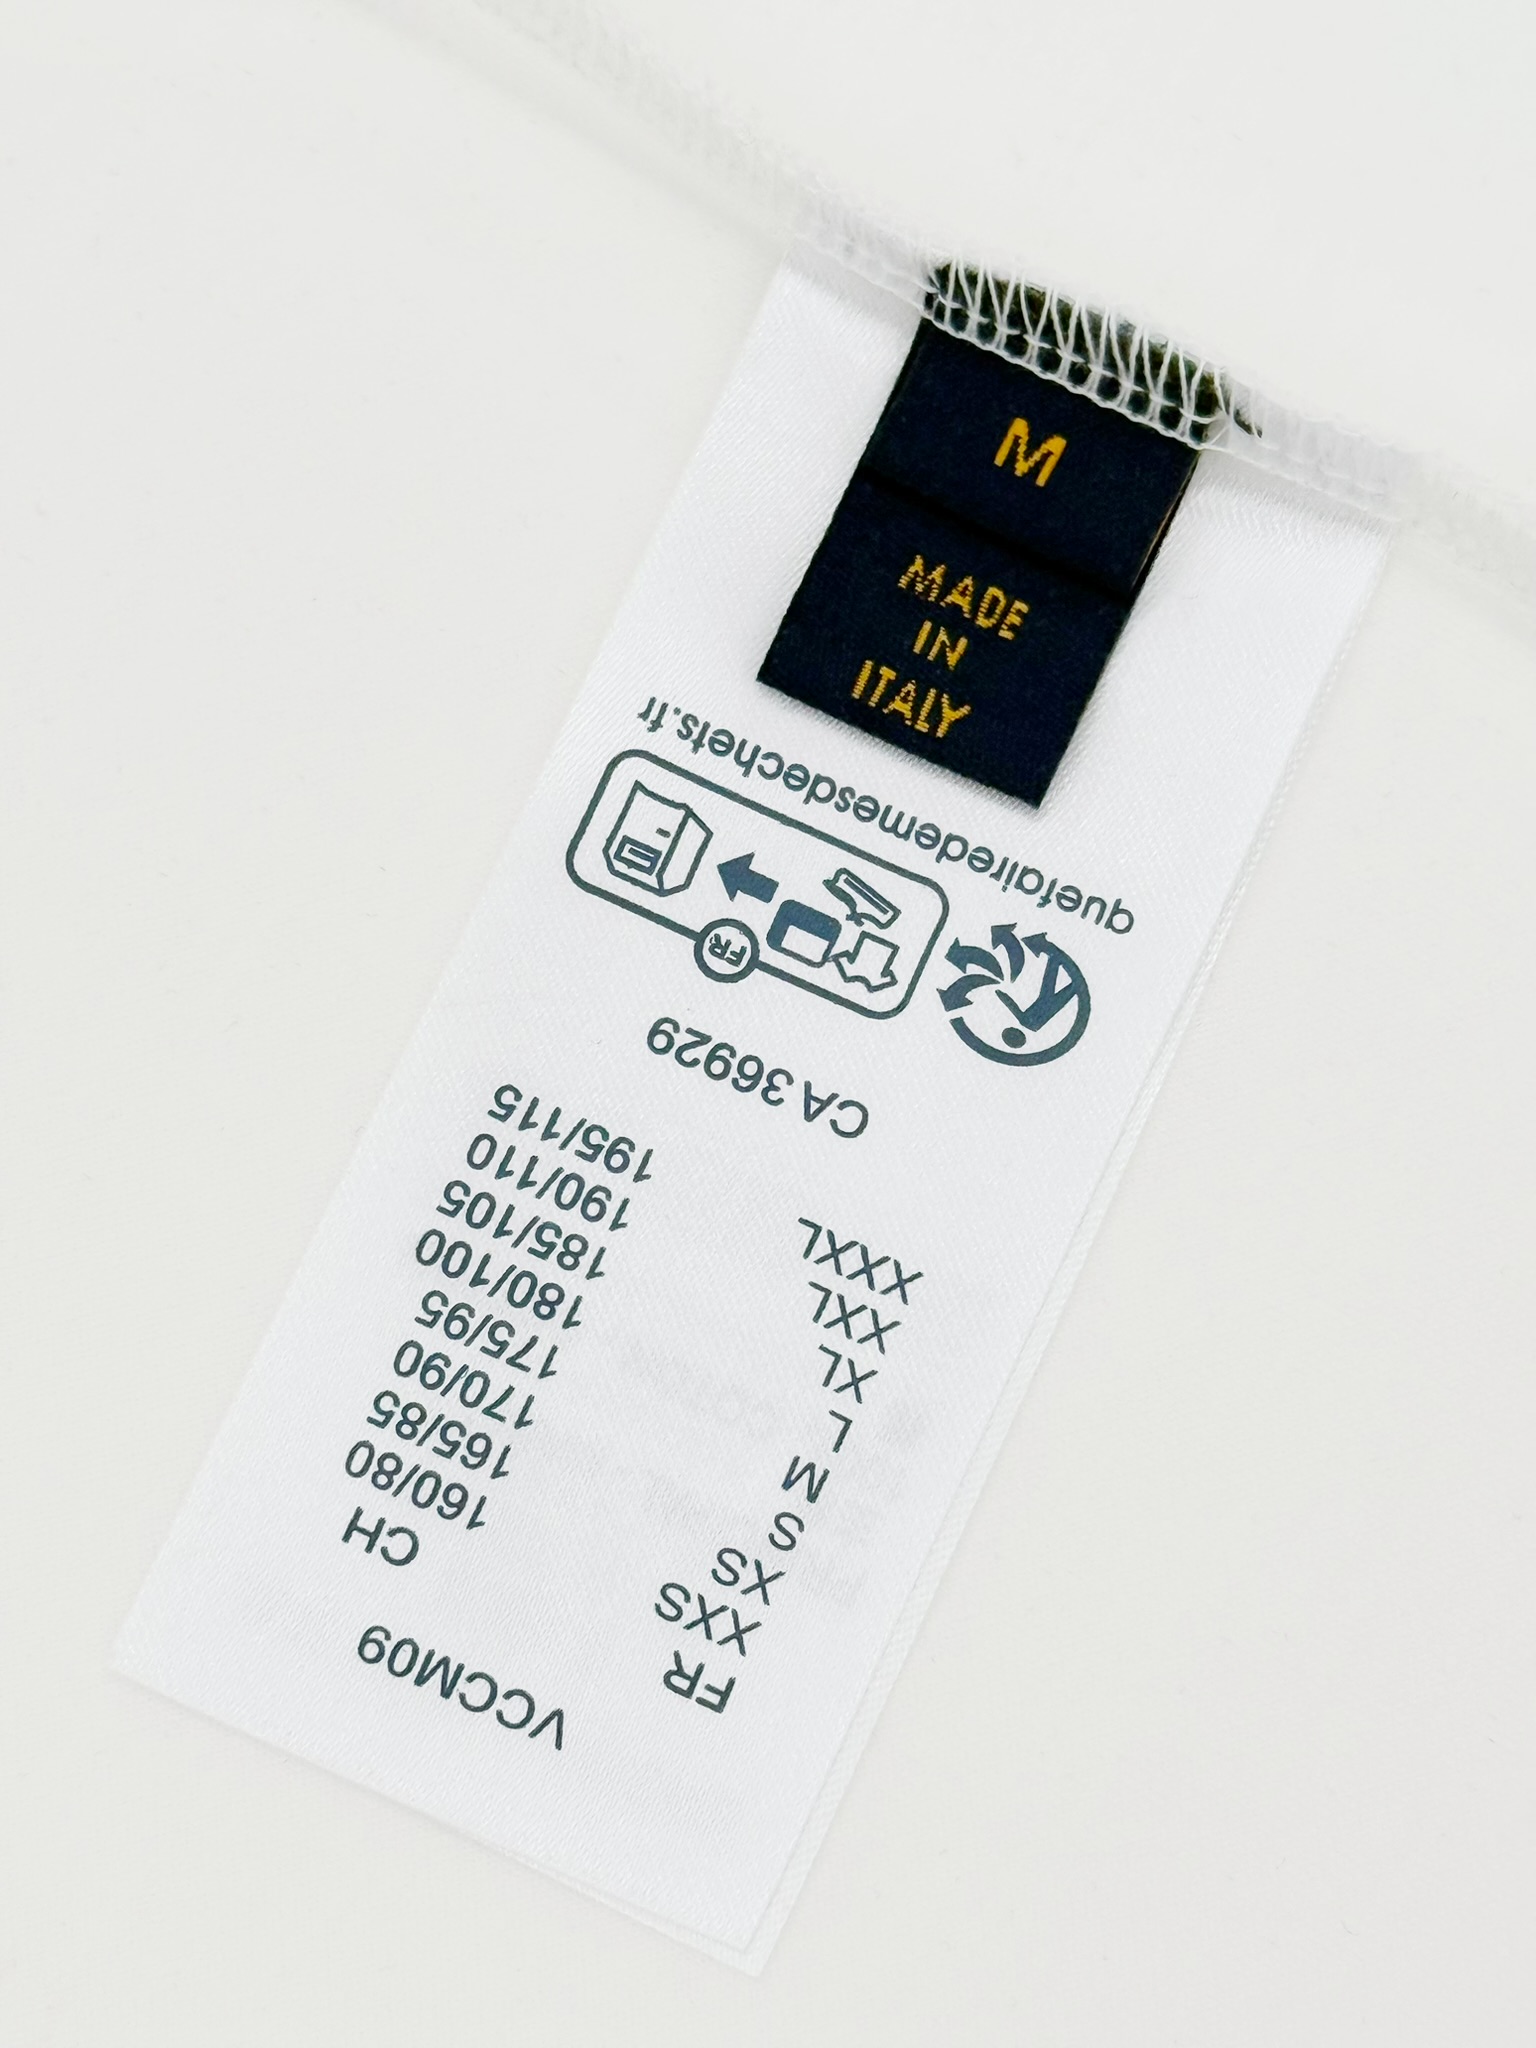 M
MADE
IN
ITALY
VCCM09
FR CH
XXS 160/80
XS 165/85
S 170/90
M 175/95
L 180/100
XL 185/105
XXL 190/110
XXXL 195/115
CA 36929
FR
quefairedemesdechets.fr